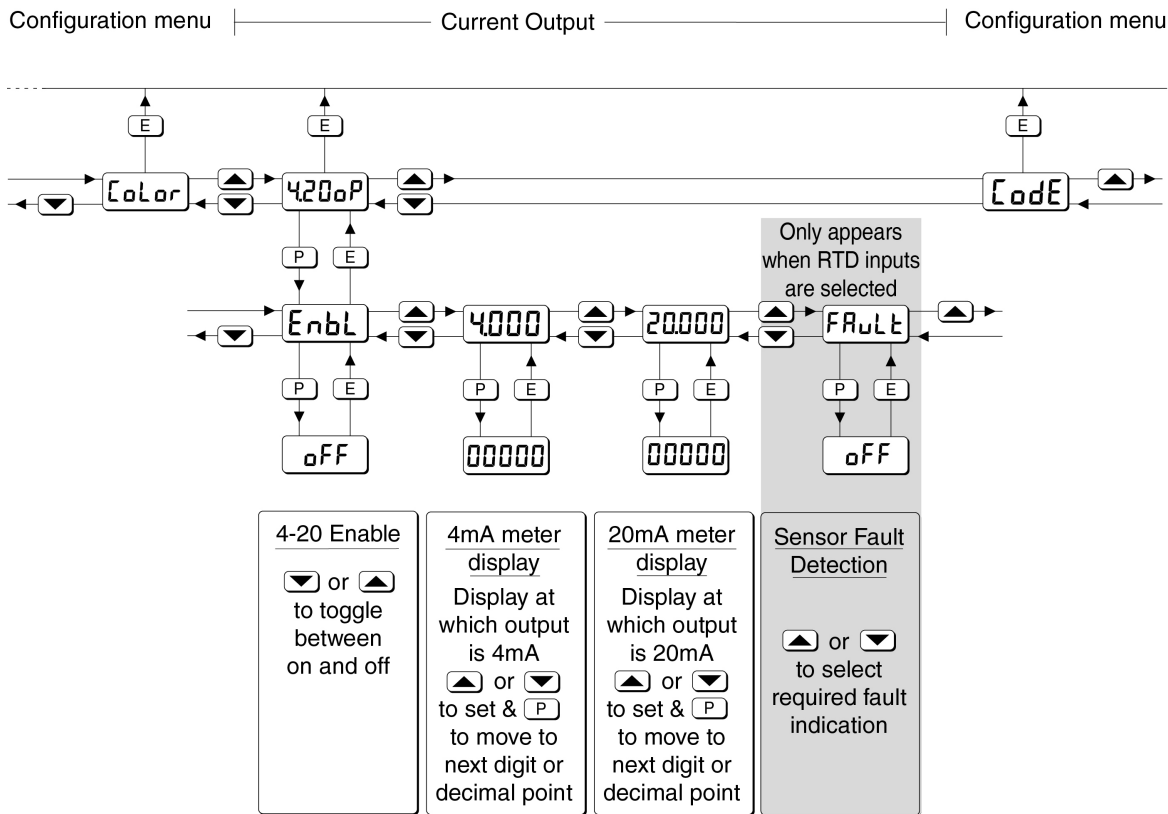 Configuration menu
Current Output
Configuration menu
E
E
E
CoLor
4.20oP
CodE
Only appears
when RTD inputs
are selected
P
E
EnbL
4.000
20.000
FAuLt
P
E
P
E
P
E
P
E
oFF
00000
00000
oFF
4-20 Enable
or
to toggle
between
on and off
4mA meter
display
Display at
which output
is 4mA
or
to set & P
to move to
next digit or
decimal point
20mA meter
display
Display at
which output
is 20mA
or
to set & P
to move to
next digit or
decimal point
Sensor Fault
Detection
or
to select
required fault
indication